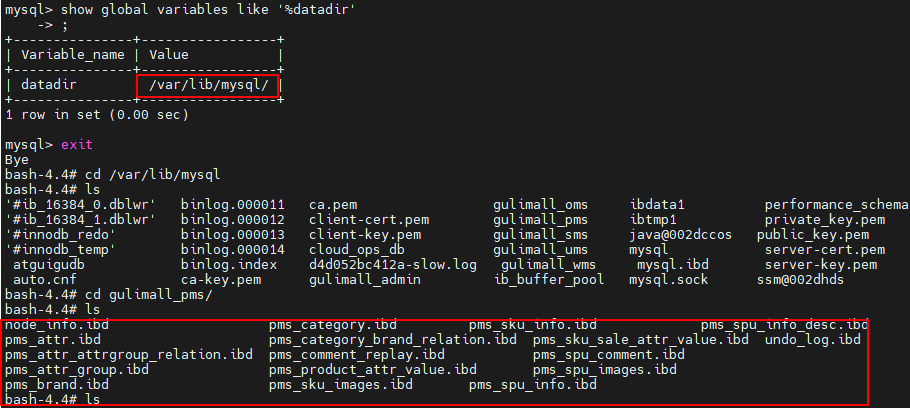 mysql> show global variables like '%datadir'
    -> ;
+---------------+-----------------+
| Variable_name | Value           |
+---------------+-----------------+
| datadir       | /var/lib/mysql/ |
+---------------+-----------------+
1 row in set (0.00 sec)
mysql> exit
Bye
bash-4.4# cd /var/lib/mysql
bash-4.4# ls
'#ib_16384_0.dblwr'   binlog.000011   ca.pem                  gulimall_oms     ibdata1          performance_schema
'#ib_16384_1.dblwr'   binlog.000012   client-cert.pem         gulimall_pms     ibtmp1           private_key.pem
'#innodb_redo'        binlog.000013   client-key.pem          gulimall_sms     java@002dccos   public_key.pem
'#innodb_temp'        binlog.000014   cloud_ops_db            gulimall_ums     mysql            server-cert.pem
 atguigudb            binlog.index    d4d052bc412a-slow.log   gulimall_wms     mysql.ibd       server-key.pem
 auto.cnf             ca-key.pem      gulimall_admin          ib_buffer_pool   mysql.sock      ssm@002dhds
bash-4.4# cd gulimall_pms/
bash-4.4# ls
node_info.ibd                    pms_category.ibd         pms_sku_info.ibd             pms_spu_info_desc.ibd
pms_attr.ibd                     pms_category_brand_relation.ibd  pms_sku_sale_attr_value.ibd  undo_log.ibd
pms_attr_attrgroup_relation.ibd  pms_comment_replay.ibd           pms_spu_comment.ibd
pms_attr_group.ibd               pms_product_attr_value.ibd       pms_spu_images.ibd
pms_brand.ibd                    pms_sku_images.ibd       pms_spu_info.ibd
bash-4.4# ls